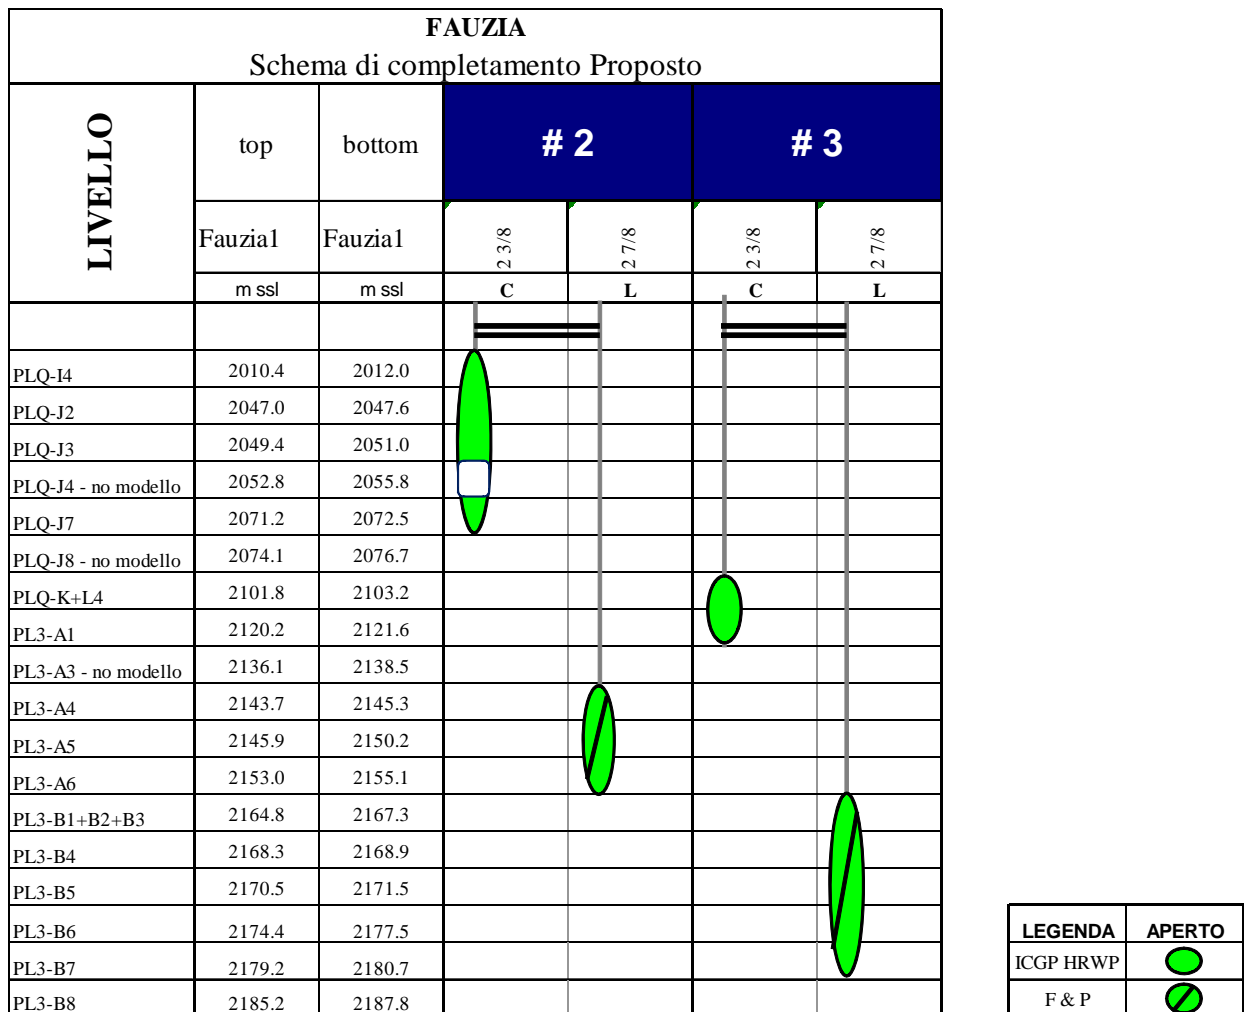 FAUZIA
Schema di completamento Proposto
LIVELLO top bottom # 2 # 3
Fauzia1 Fauzia1 2 3/8 2 7/8 2 3/8 2 7/8
m ssl m ssl C L C L
PLQ-I4 2010.4 2012.0
PLQ-J2 2047.0 2047.6
PLQ-J3 2049.4 2051.0
PLQ-J4 - no modello 2052.8 2055.8
PLQ-J7 2071.2 2072.5
PLQ-J8 - no modello 2074.1 2076.7
PLQ-K+L4 2101.8 2103.2
PL3-A1 2120.2 2121.6
PL3-A3 - no modello 2136.1 2138.5
PL3-A4 2143.7 2145.3
PL3-A5 2145.9 2150.2
PL3-A6 2153.0 2155.1
PL3-B1+B2+B3 2164.8 2167.3
PL3-B4 2168.3 2168.9
PL3-B5 2170.5 2171.5
PL3-B6 2174.4 2177.5
PL3-B7 2179.2 2180.7
PL3-B8 2185.2 2187.8
LEGENDA APERTO
ICGP HRWP
F & P